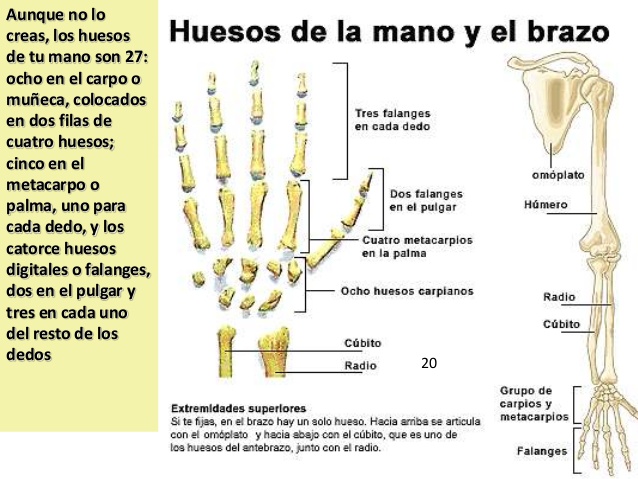 Aunque no lo
creas, los huesos
de tu mano son 27:
ocho en el carpo o
muñeca, colocados
en dos filas de
cuatro huesos;
cinco en el
metacarpo o
palma, uno para
cada dedo, y los
catorce huesos
digitales o falanges,
dos en el pulgar y
tres en cada uno
del resto de los
dedos
Huesos de la mano y el brazo
Tres falanges
en cada dedo
Dos falanges
en el pulgar
Cuatro metacarpios
en la palma
Ocho huesos carpianos
Cúbito
Radio
20
omóplato
Húmero
Radio
Cúbito
Grupo de
carpios y
metacarpios
Falanges
Extremidades superiores
Si te fijas, en el brazo hay un solo hueso. Hacia arriba se articula
con el omóplato y hacia abajo con el cúbito, que es uno de
los huesos del antebrazo, junto con el radio.